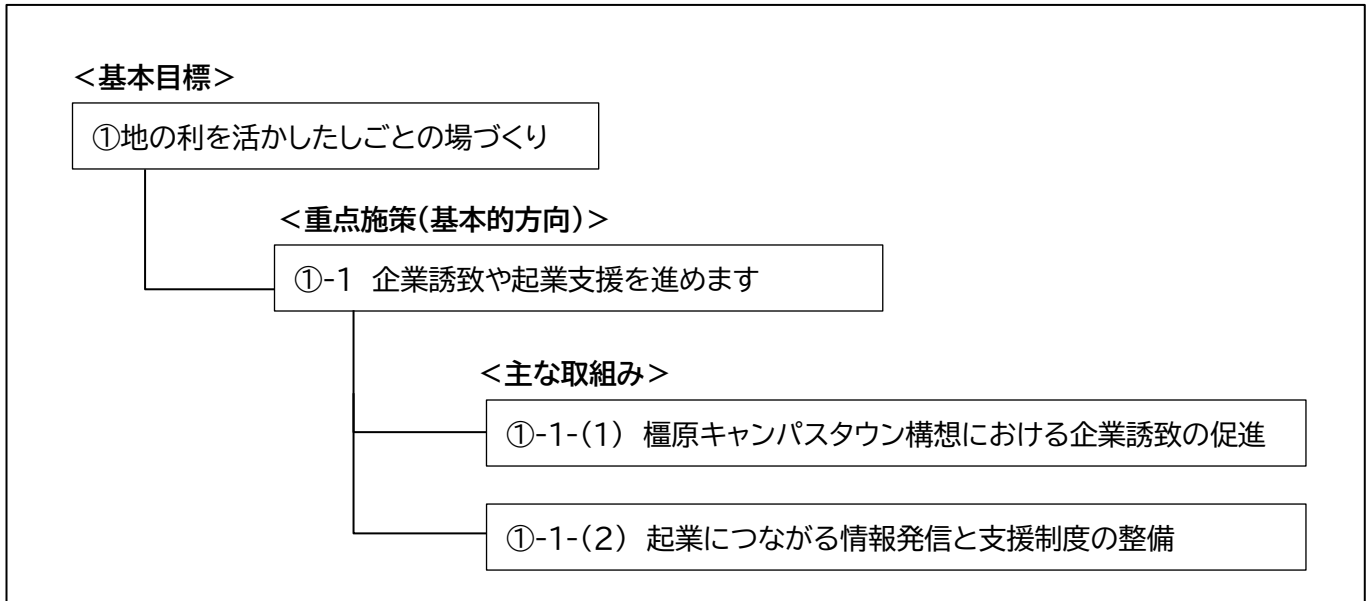 ＜基本目標＞
①地の利を活かしたしごとの場づくり
＜重点施策(基本的方向)＞
①-1 企業誘致や起業支援を進めます
＜主な取組み＞
①-1-(1) 橿原キャンパスタウン構想における企業誘致の促進
①-1-(2) 起業につながる情報発信と支援制度の整備